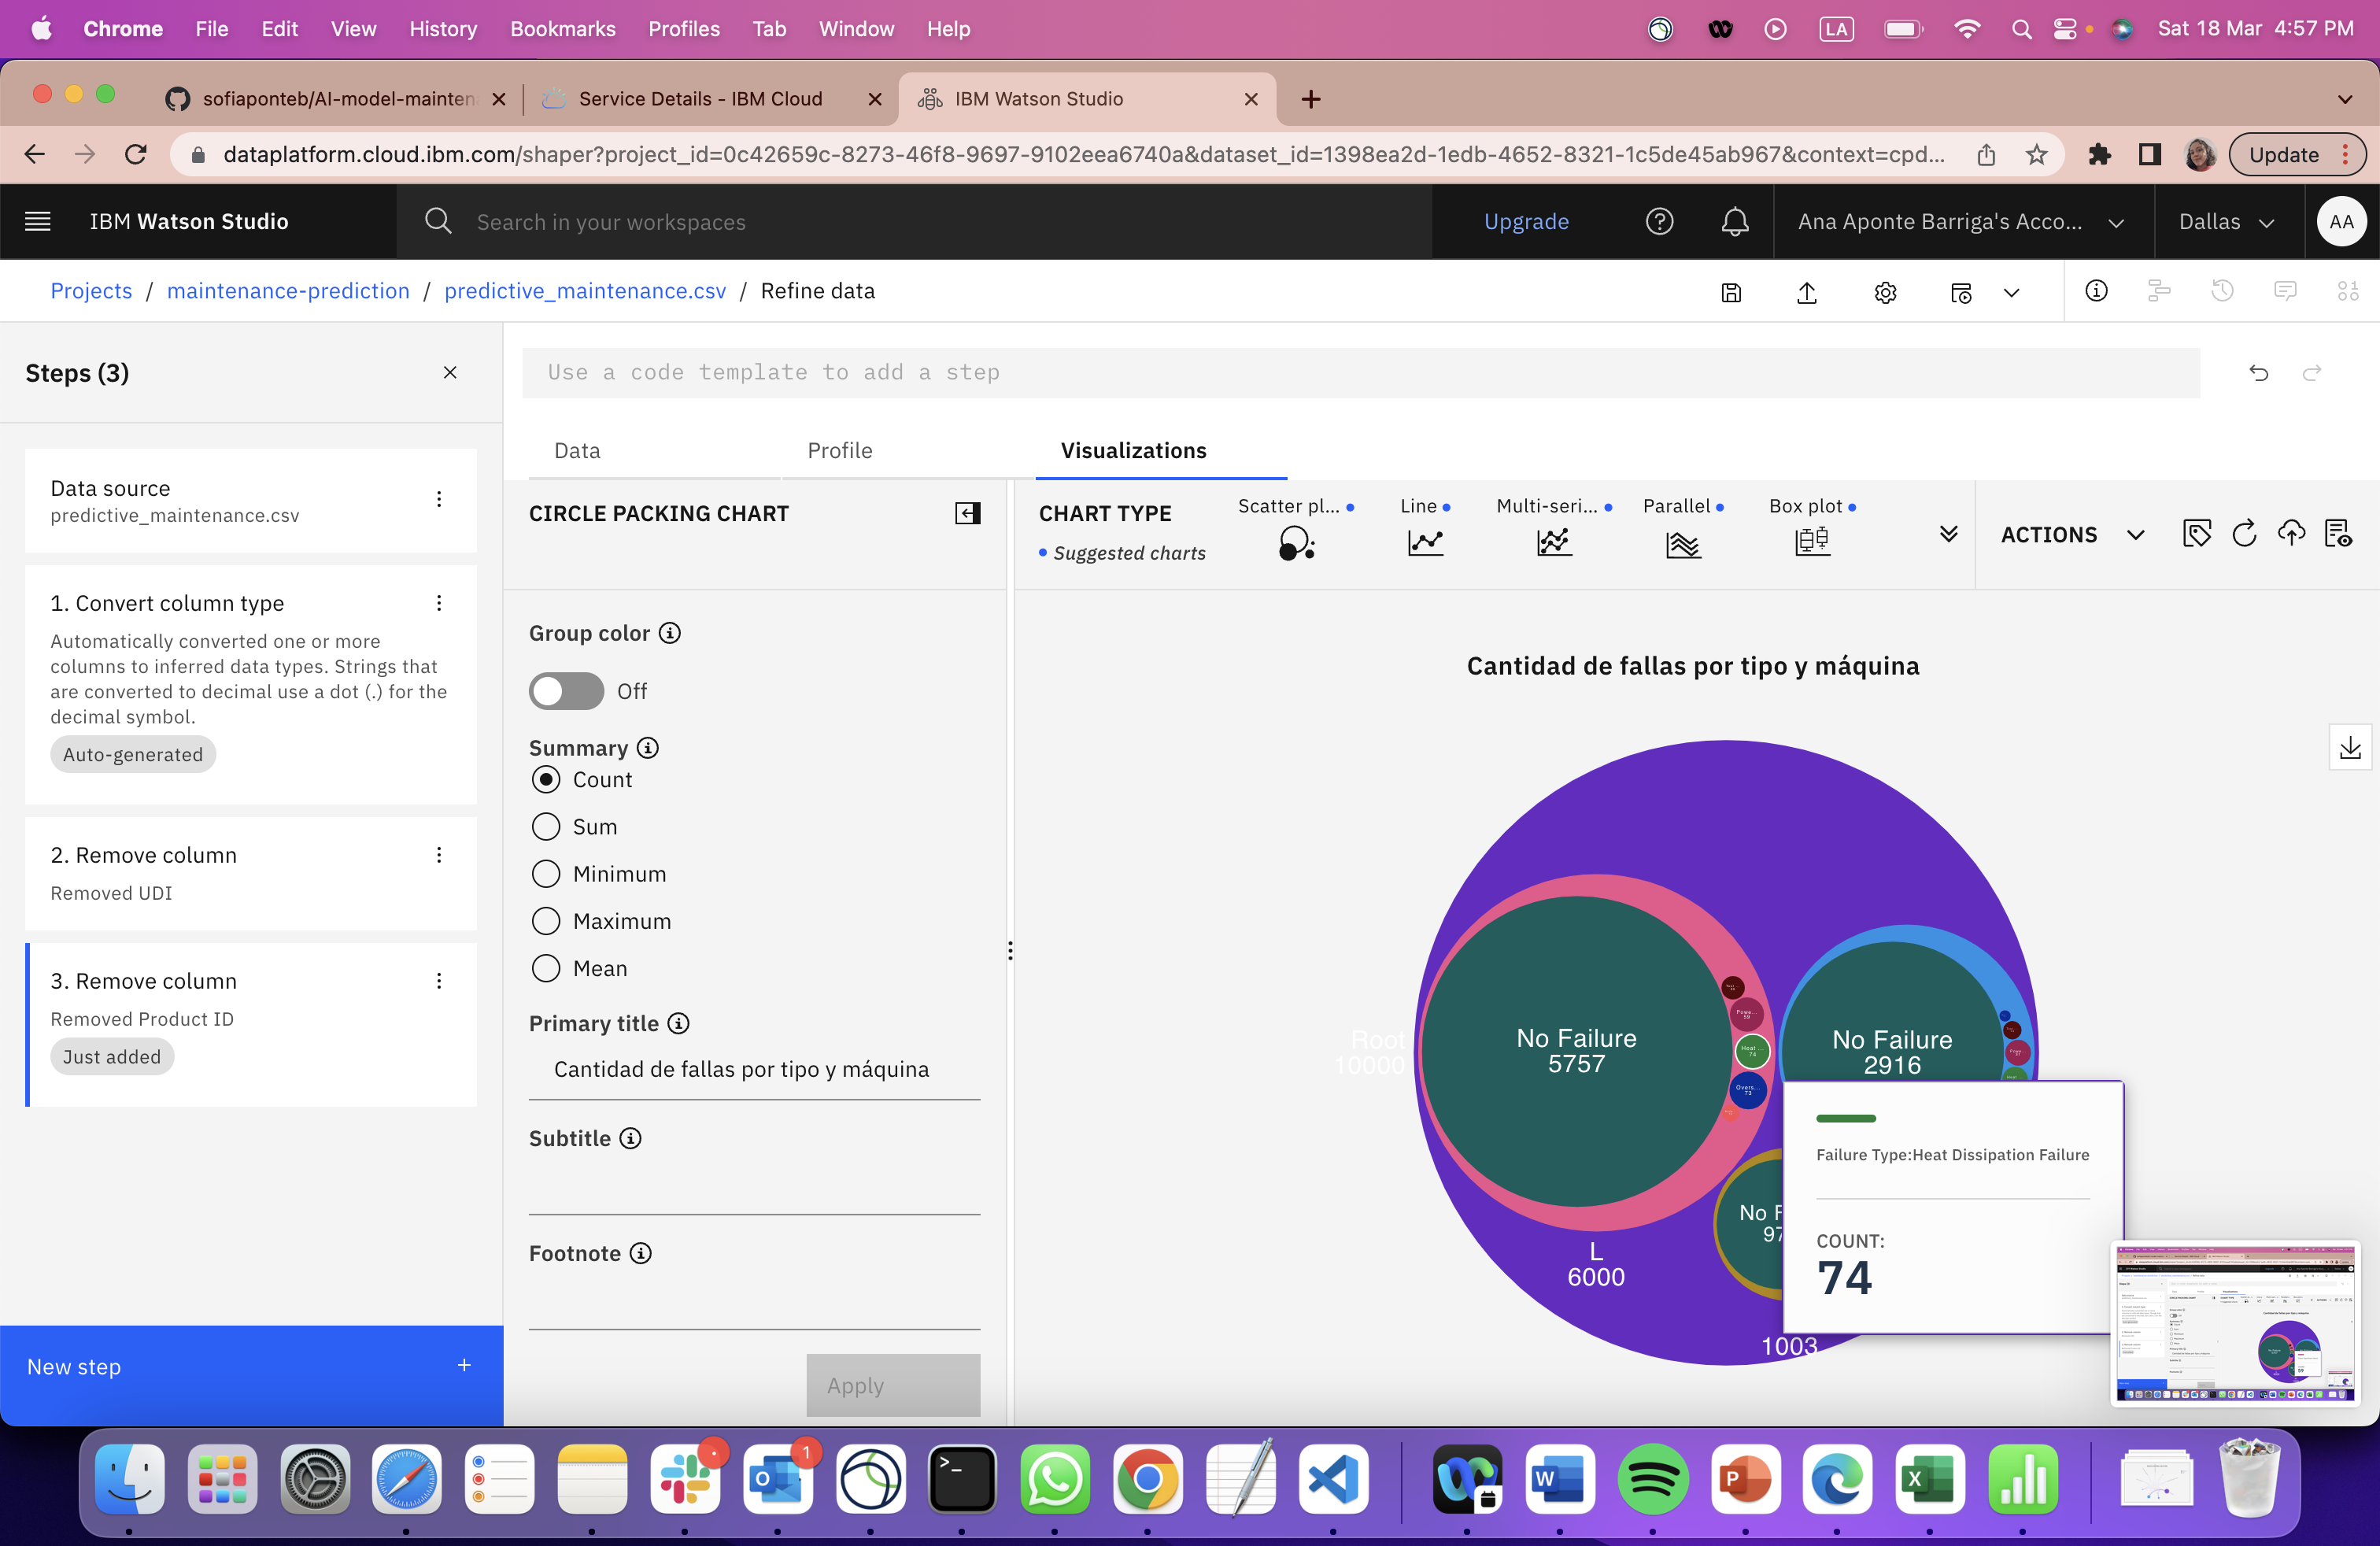 Chrome File Edit View History Bookmarks Profiles Tab Window Help
LA Sat 18 Mar 4:57 PM
sofiaponteb/AI-model-mainten
Service Details - IBM Cloud
IBM Watson Studio
dataplatform.cloud.ibm.com/shaper?project_id=0c42659c-8273-46f8-9697-9102eea6740a&dataset_id=1398ea2d-1edb-4652-8321-1c5de45ab967&context=cpd...
Update
IBM Watson Studio
Search in your workspaces
Upgrade
Ana Aponte Barriga's Acco...
Dallas
AA
Projects / maintenance-prediction / predictive_maintenance.csv / Refine data
Steps (3)
Data source
predictive_maintenance.csv
1. Convert column type
Automatically converted one or more
columns to inferred data types. Strings that
are converted to decimal use a dot (.) for the
decimal symbol.
Auto-generated
2. Remove column
Removed UDI
3. Remove column
Removed Product ID
Just added
New step +
Use a code template to add a step
Data
Profile
Visualizations
CIRCLE PACKING CHART
Group color
Off
Summary
Count
Sum
Minimum
Maximum
Mean
Primary title
Cantidad de fallas por tipo y máquina
Subtitle
Footnote
Apply
CHART TYPE
Suggested charts
Scatter pl...
Line
Multi-seri...
Parallel
Box plot
ACTIONS
Cantidad de fallas por tipo y máquina
Root
10000
No Failure
5757
Powe...
59
Heat ...
74
Overs...
73
L
6000
No Failure
2916
No F
97
1003
Failure Type:Heat Dissipation Failure
COUNT:
74
1